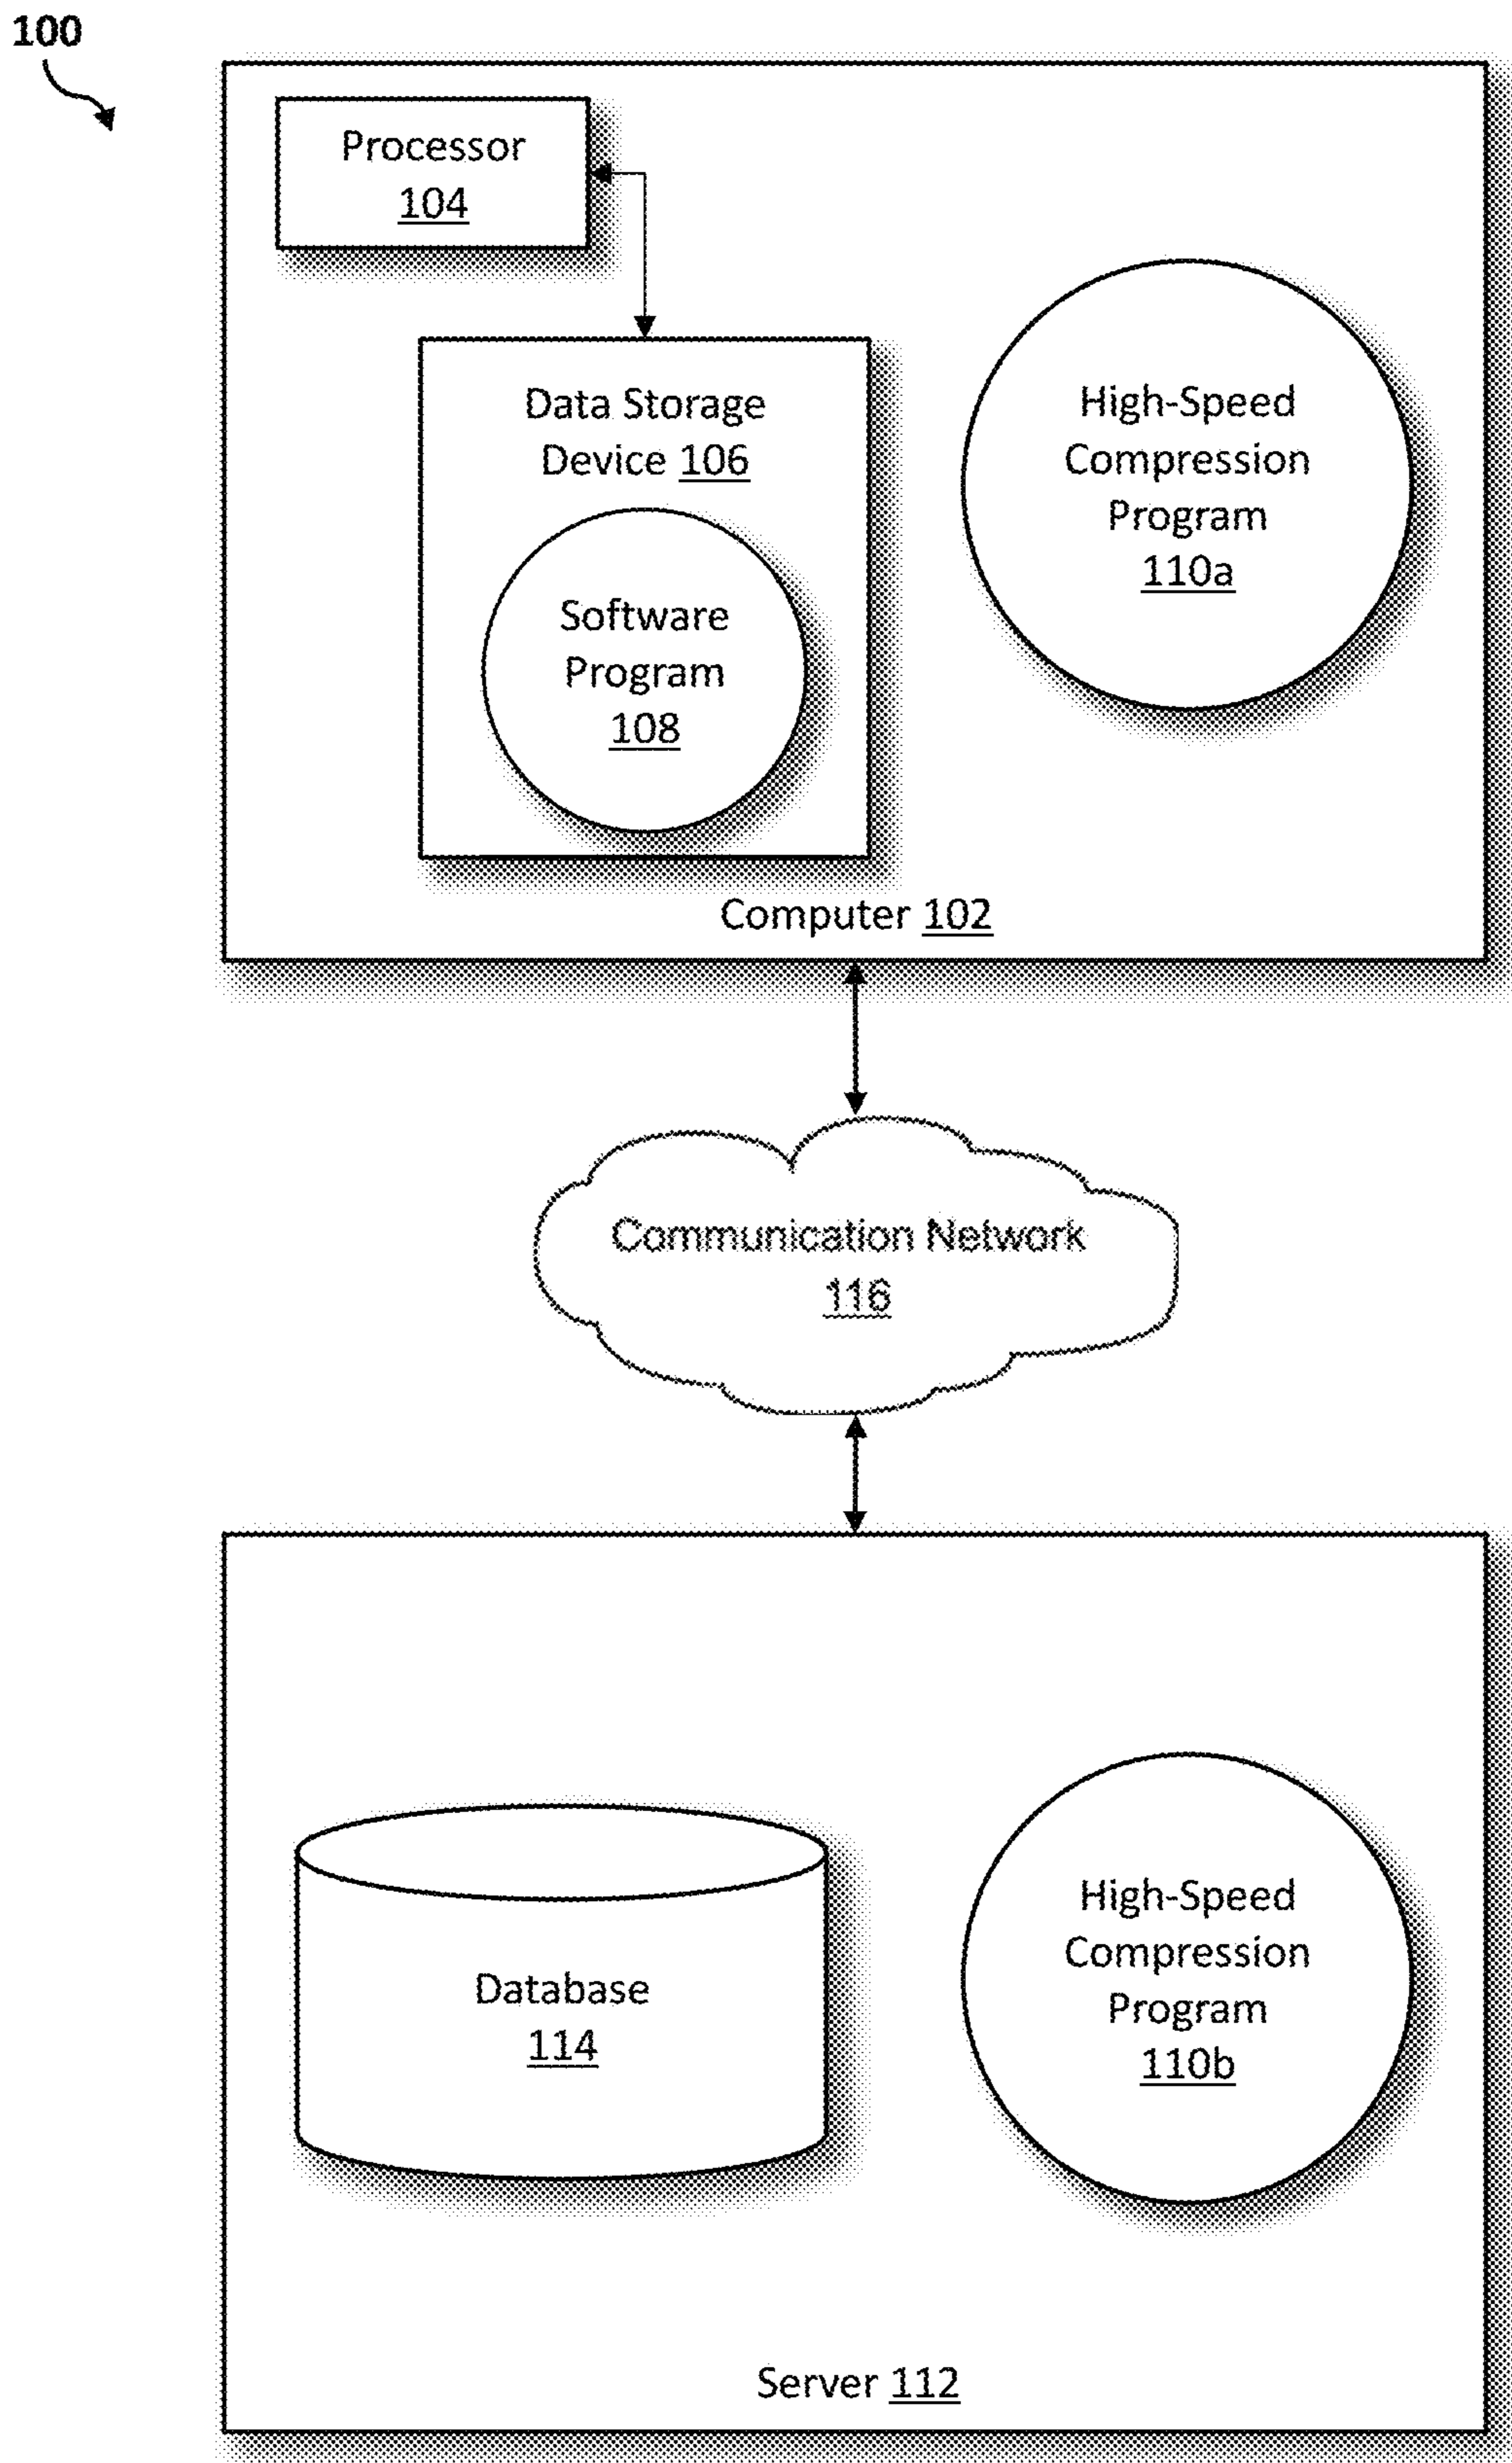 100
Processor
104
Data Storage
Device 106
Software
Program
108
High-Speed
Compression
Program
110a
Computer 102
Communication Network
116
Database
114
High-Speed
Compression
Program
110b
Server 112